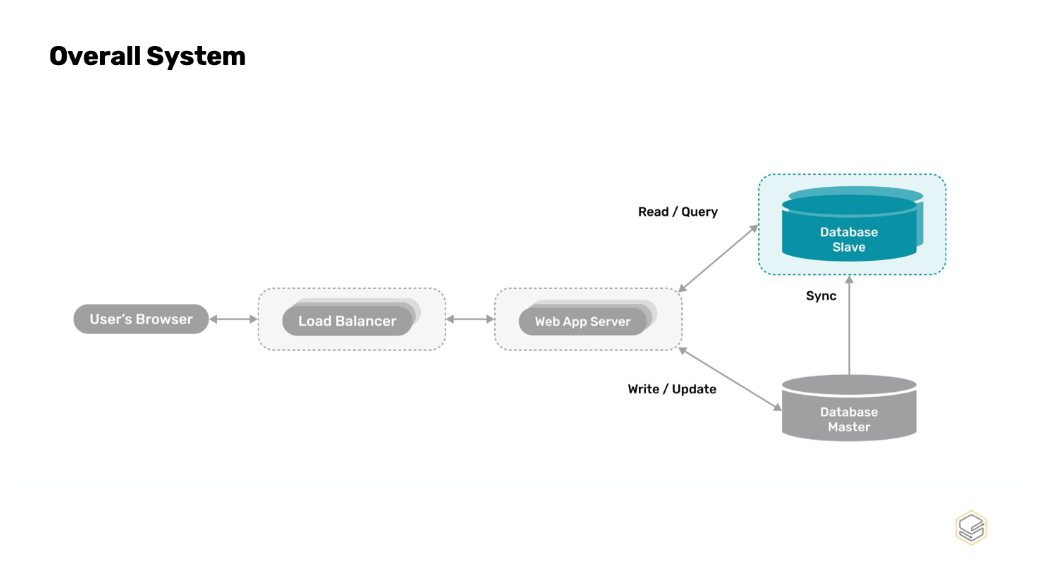 Overall System
Read / Query
Database
Slave
Sync
User's Browser
Load Balancer
Web App Server
Write / Update
Database
Master